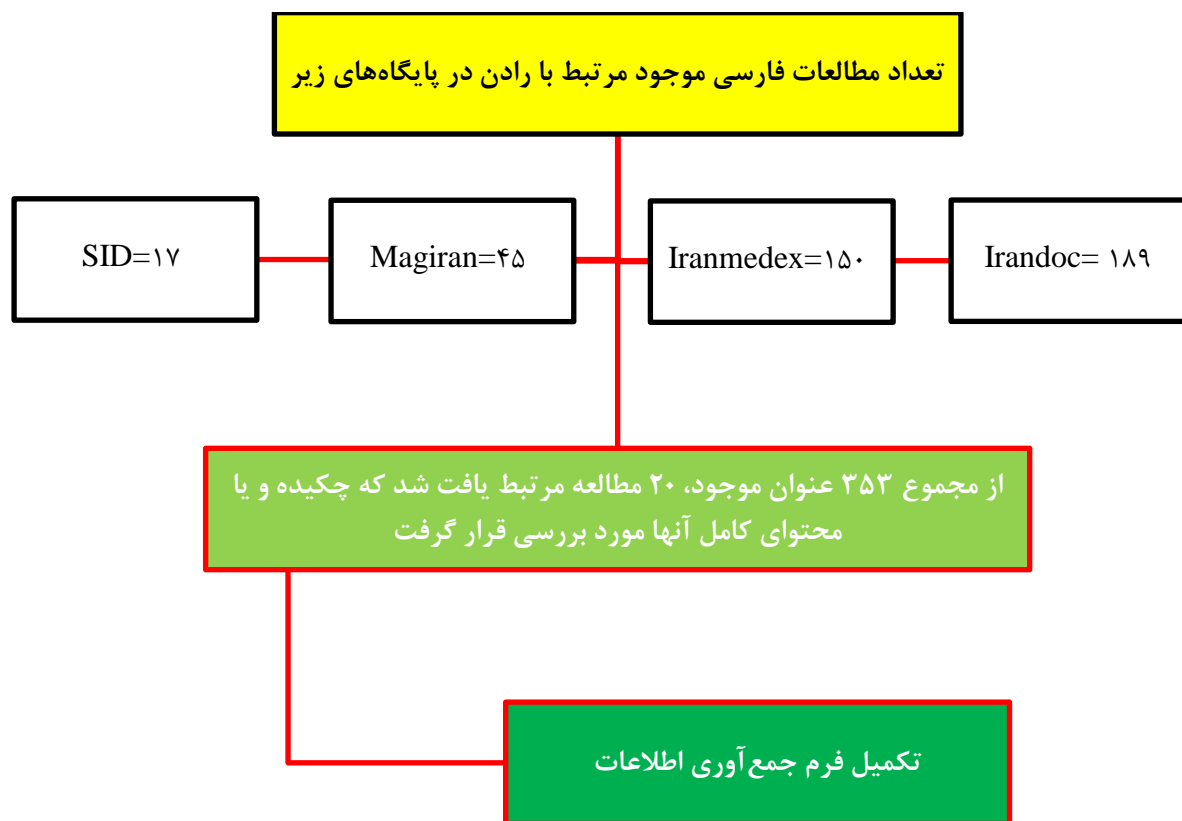 تعداد مطالعات فارسی موجود مرتبط با رادن در پایگاه‌های زیر
SID=۱۷
Magiran=۴۵
Iranmedex=۱۵۰
Irandoc= ۱۸۹
از مجموع ۳۵۳ عنوان موجود، ۲۰ مطالعه مرتبط یافت شد که چکیده و یا
محتوای کامل آنها مورد بررسی قرار گرفت
تکمیل فرم جمع‌آوری اطلاعات